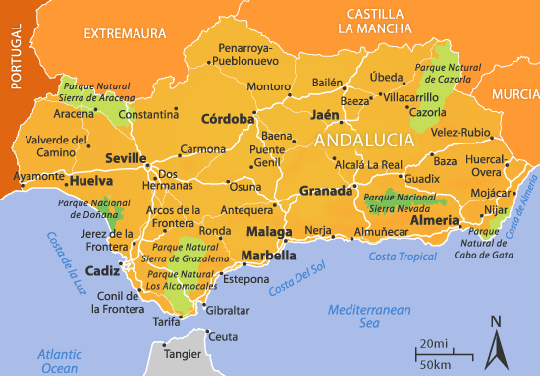 CASTILLA
LA MANCHA
EXTREMAURA
PORTUGAL
MURCIA
Penarroya-
Pueblonuevo
Parque Natural
de Cazorla
Parque Natural
Sierra de Aracena
Montoro
Bailén
Úbeda
Baeza
Villacarrillo
Cazorla
Aracena
Constantina
Córdoba
Jaén
ANDALUCIA
Velez-Rubio
Valverde del
Camino
Carmona
Baena
Puente
Genil
Seville
Alcalá La Real
Baza
Huercal-
Overa
Ayamonte
Huelva
Dos
Hermanas
Osuna
Granada
Guadix
Mojácar
Parque Nacional
de Doñana
Arcos de la
Frontera
Antequera
Parque Nacional
Sierra Nevada
Almeria
Nijar
Costa de Almeria
Jerez de la
Frontera
Ronda
Malaga
Nerja
Almuñecar
Parque
Natural de
Cabo de Gata
Parque Natural
Sierra de Grazalema
Marbella
Costa Tropical
Costa de la Luz
Cadiz
Parque Natural
Los Alcornocales
Estepona
Costa Del Sol
Conil de
la Frontera
Gibraltar
Mediterranean
Sea
Tarifa
Ceuta
Tangier
Atlantic
Ocean
20mi
50km
N